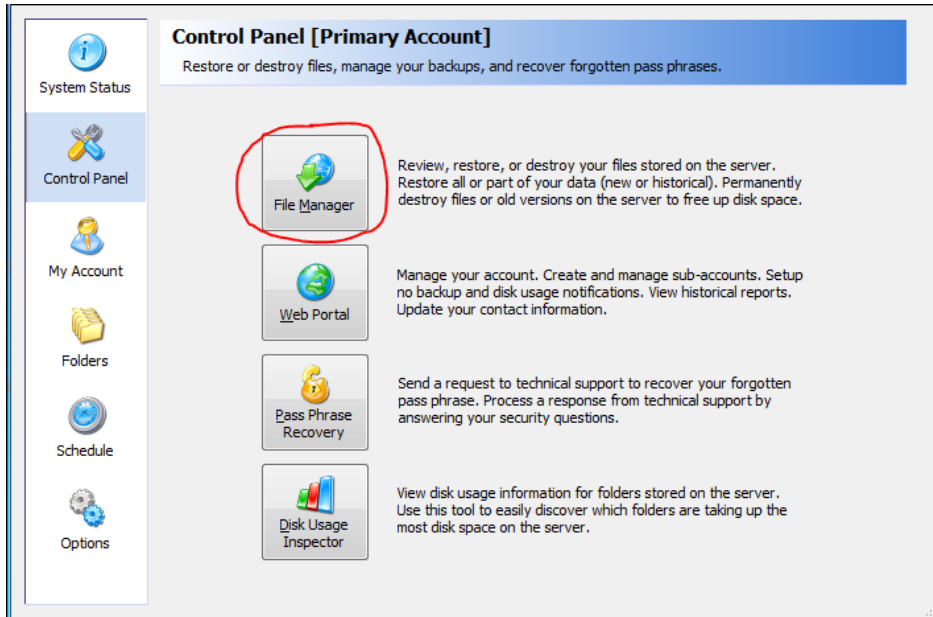 Control Panel [Primary Account]
Restore or destroy files, manage your backups, and recover forgotten pass phrases.
System Status
Control Panel
My Account
Folders
Schedule
Options
File Manager
Review, restore, or destroy your files stored on the server.
Restore all or part of your data (new or historical). Permanently
destroy files or old versions on the server to free up disk space.
Web Portal
Manage your account. Create and manage sub-accounts. Setup
no backup and disk usage notifications. View historical reports.
Update your contact information.
Pass Phrase
Recovery
Send a request to technical support to recover your forgotten
pass phrase. Process a response from technical support by
answering your security questions.
Disk Usage
Inspector
View disk usage information for folders stored on the server.
Use this tool to easily discover which folders are taking up the
most disk space on the server.